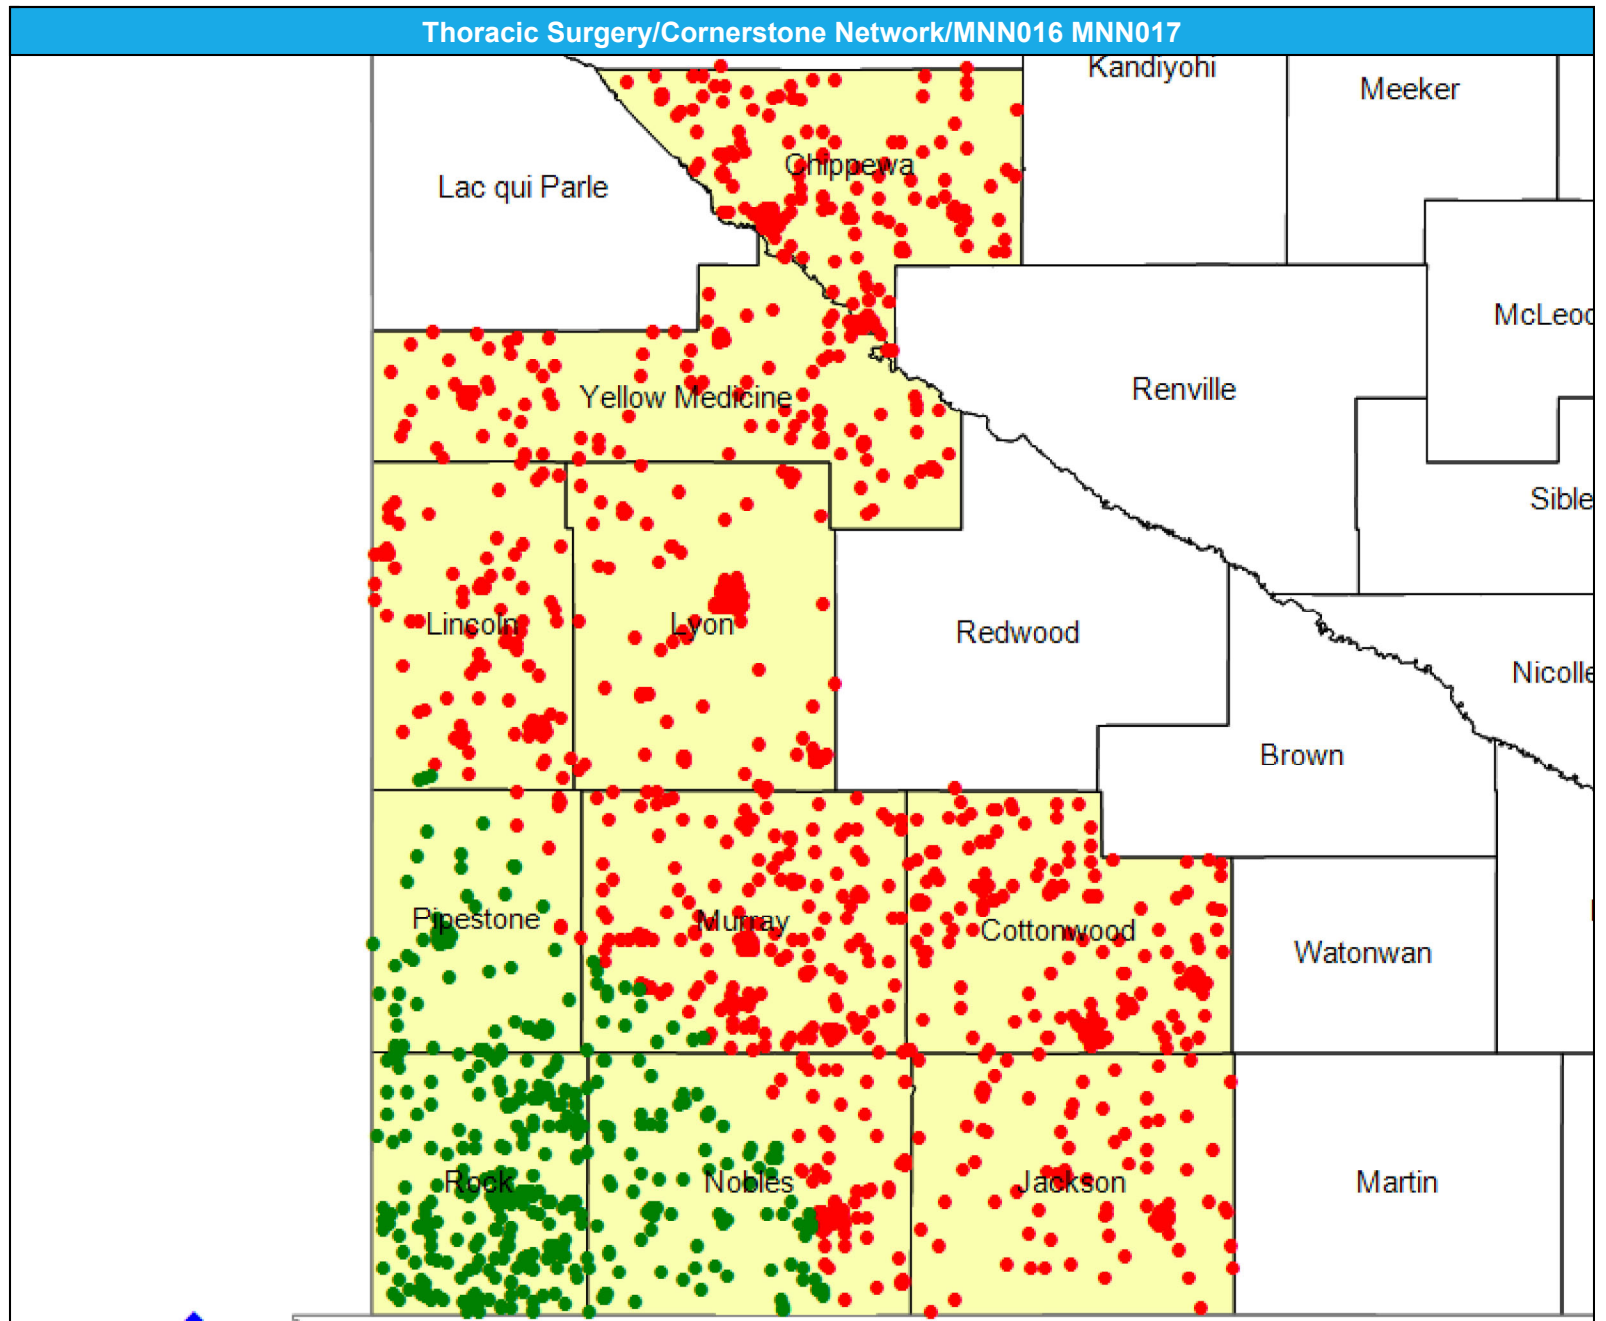 Thoracic Surgery/Cornerstone Network/MNN016 MNN017
Kandiyohi
Meeker
Chippewa
Lac qui Parle
McLeod
Renville
Yellow Medicine
Sible
Lincoln
Lyon
Redwood
Nicolle
Brown
Pipestone
Murray
Cottonwood
Watonwan
Rock
Nobles
Jackson
Martin